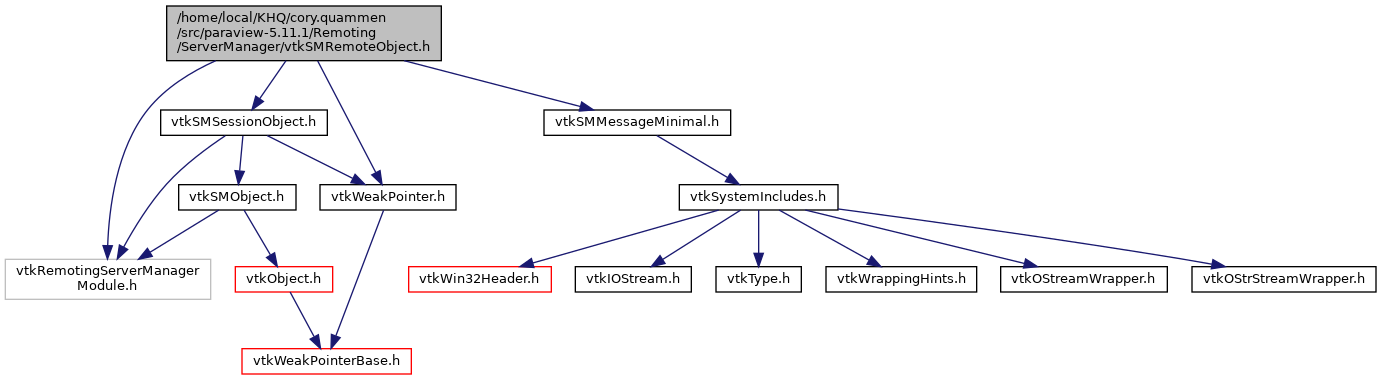 /home/local/KHQ/cory.quammen
/src/paraview-5.11.1/Remoting
/ServerManager/vtkSMRemoteObject.h
vtkSMSessionObject.h
vtkSMMessageMinimal.h
vtkSMObject.h
vtkWeakPointer.h
vtkSystemIncludes.h
vtkRemotingServerManager
Module.h
vtkObject.h
vtkWin32Header.h
vtkIOStream.h
vtkType.h
vtkWrappingHints.h
vtkOStreamWrapper.h
vtkOStrStreamWrapper.h
vtkWeakPointerBase.h